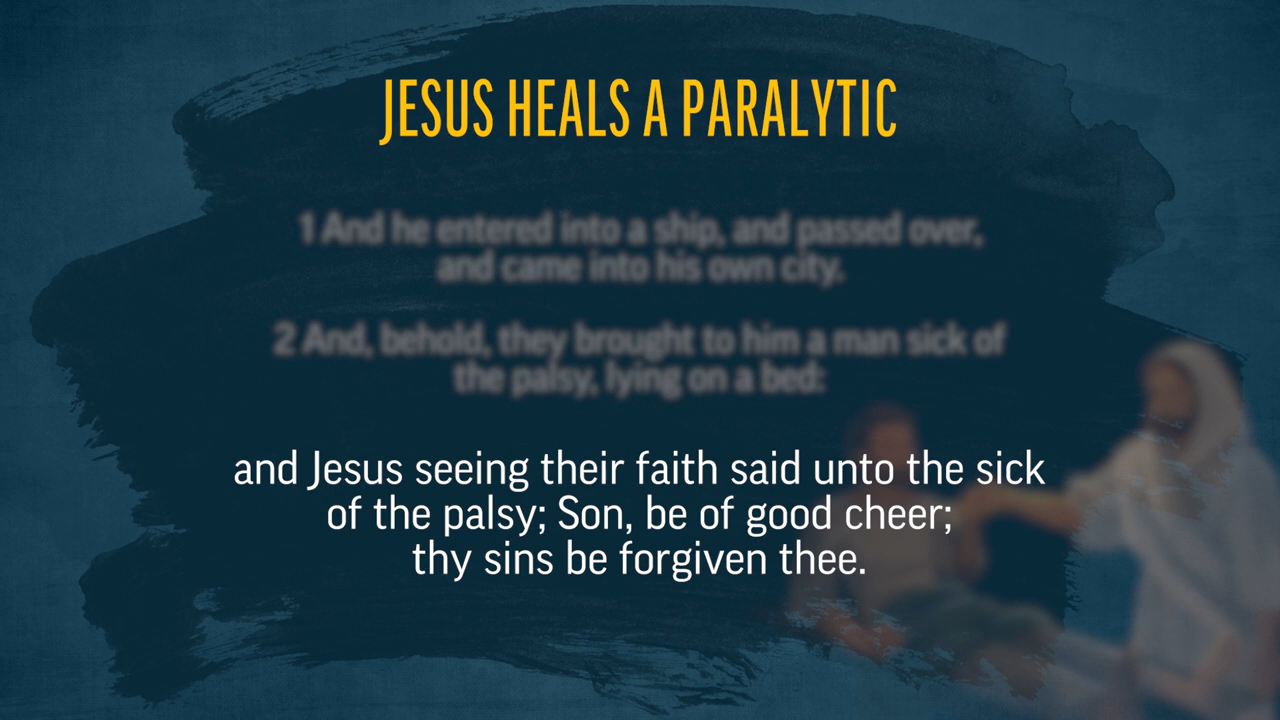 JESUS HEALS A PARALYTIC
1 And he entered into a ship, and passed over,
and came into his own city.
2 And, behold, they brought to him a man sick of
the palsy, lying on a bed:
and Jesus seeing their faith said unto the sick
of the palsy; Son, be of good cheer;
thy sins be forgiven thee.